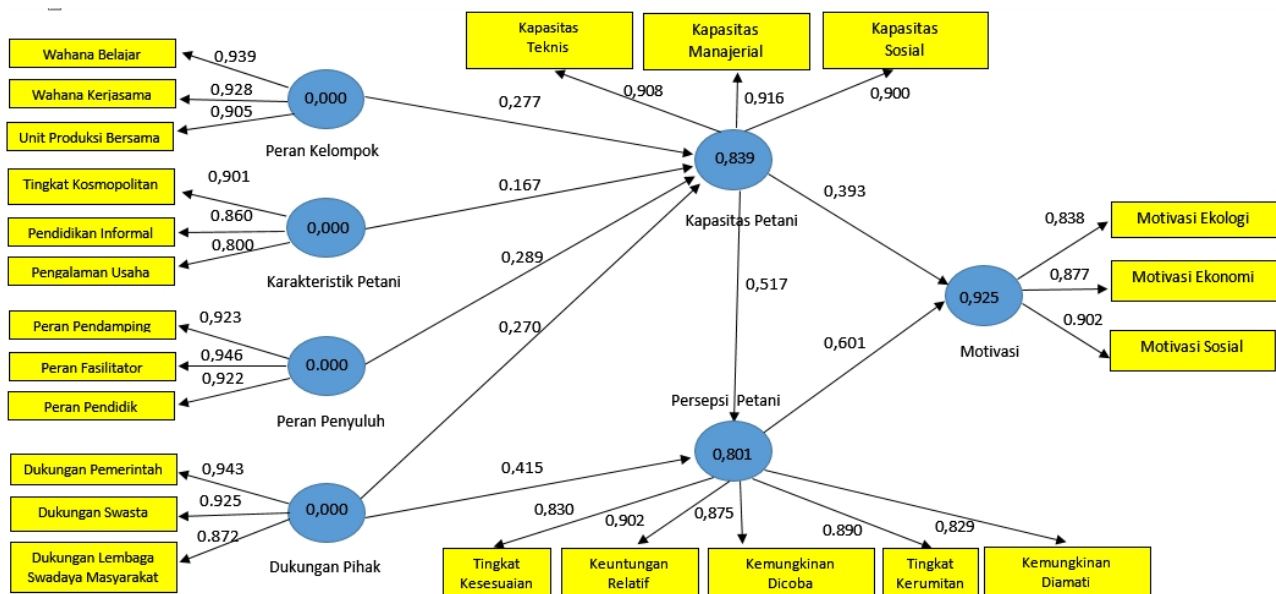 Kapasitas
Teknis
Kapasitas
Manajerial
Kapasitas
Sosial
Wahana Belajar
0,939
Wahana Kerjasama
0,928
Unit Produksi Bersama
0,905
0,000
Peran Kelompok
0,277
0,908
0,916
0,900
0,839
Kapasitas Petani
Tingkat Kosmopolitan
0,901
Pendidikan Informal
0.860
Pengalaman Usaha
0,800
0,000
Karakteristik Petani
0.167
0,289
0,270
0,393
0,517
0,601
Peran Pendamping
0,923
Peran Fasilitator
0,946
Peran Pendidik
0,922
0.000
Peran Penyuluh
0,925
Motivasi
0,838
Motivasi Ekologi
0,877
Motivasi Ekonomi
0.902
Motivasi Sosial
Persepsi Petani
0,801
Dukungan Pemerintah
0,943
Dukungan Swasta
0.925
Dukungan Lembaga
Swadaya Masyarakat
0.872
0,000
Dukungan Pihak
0,415
0,830
0,902
0,875
0.890
0,829
Tingkat
Kesesuaian
Keuntungan
Relatif
Kemungkinan
Dicoba
Tingkat
Kerumitan
Kemungkinan
Diamati